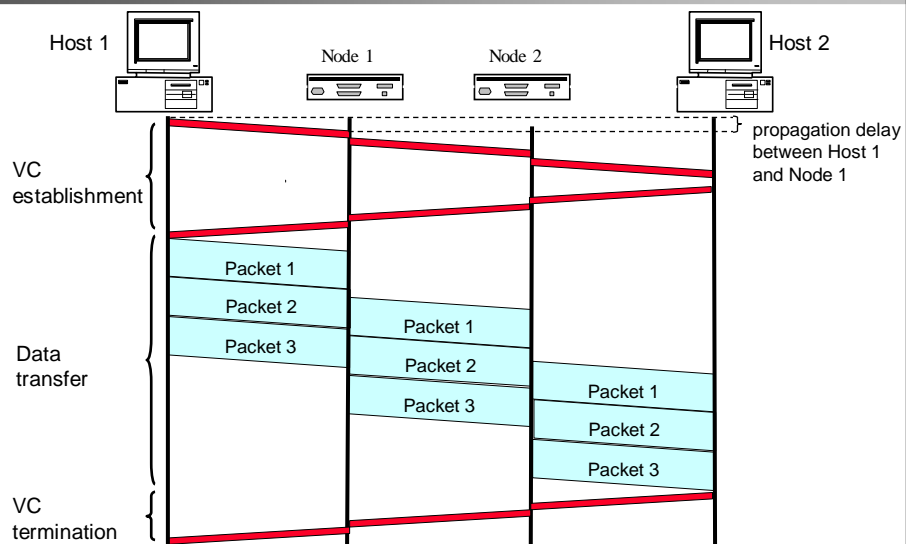 Host 1
Node 1
Node 2
Host 2
propagation delay
between Host 1
and Node 1
VC
establishment
Packet 1
Packet 2
Packet 3
Packet 1
Packet 2
Packet 3
Packet 1
Packet 2
Packet 3
Data
transfer
VC
termination